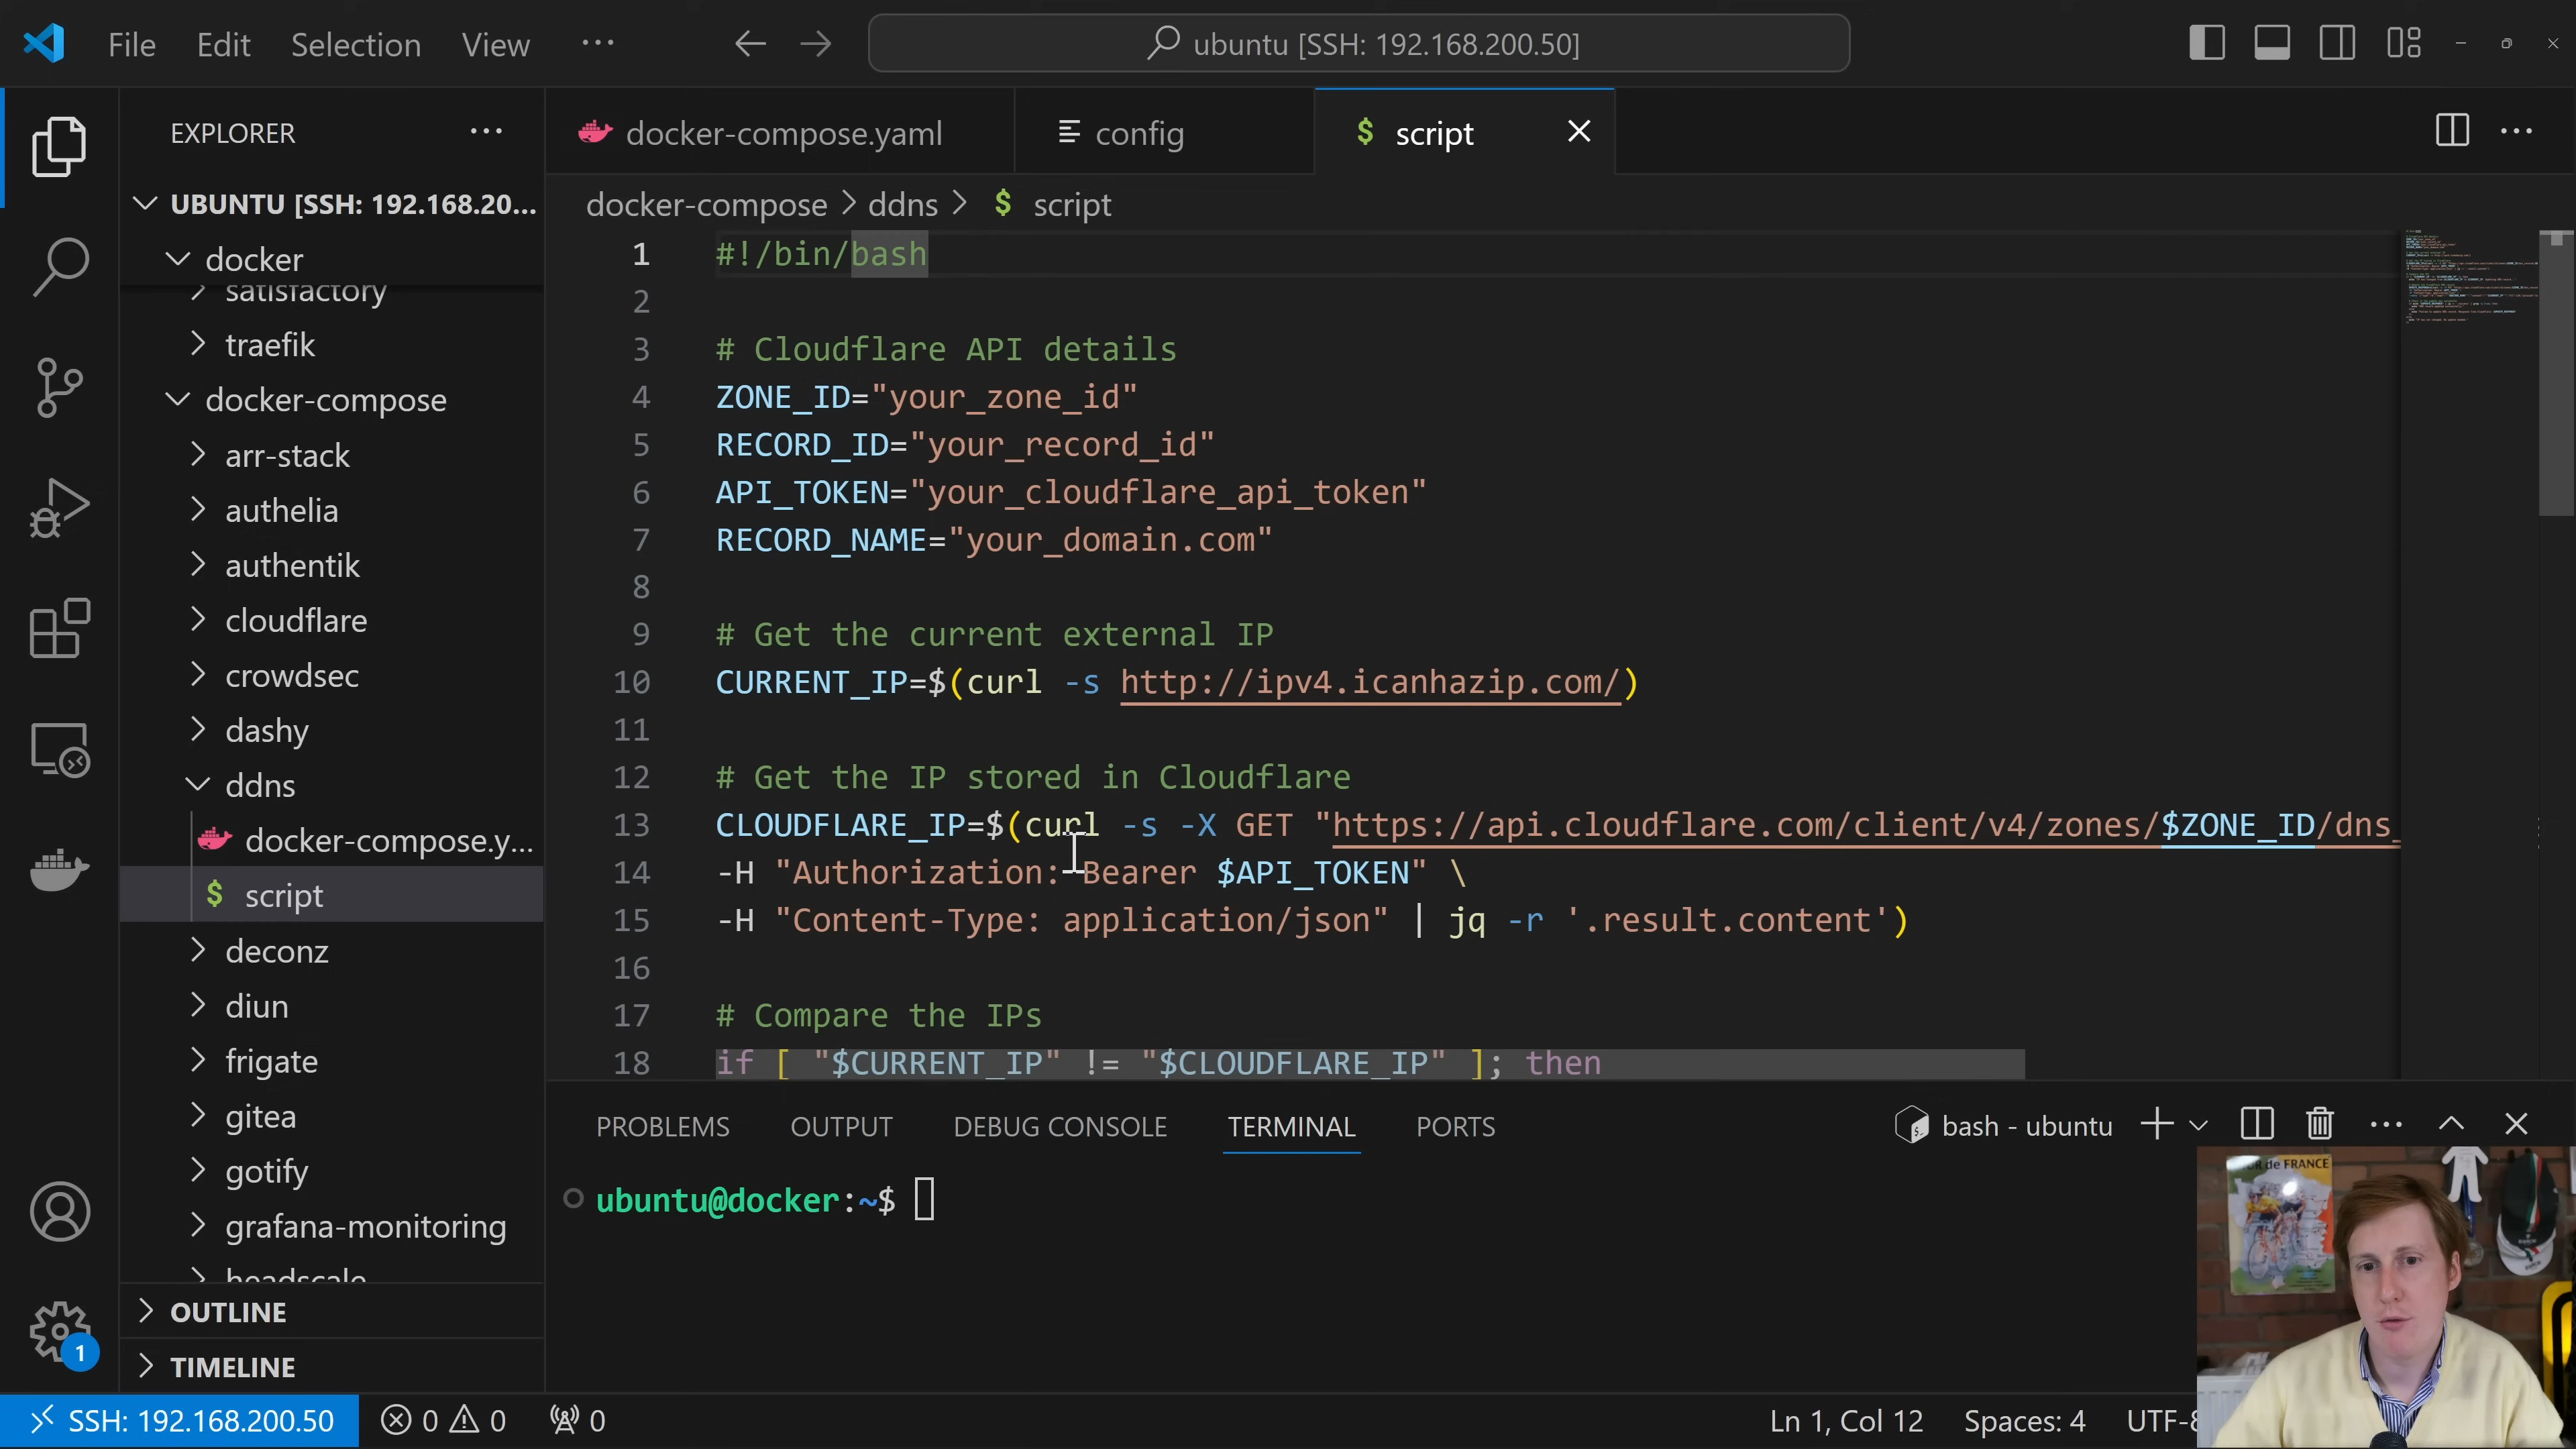 File Edit Selection View ...
ubuntu [SSH: 192.168.200.50]
EXPLORER
UBUNTU [SSH: 192.168.20...
docker
satisfactory
traefik
docker-compose
arr-stack
authelia
authentik
cloudflare
crowdsec
dashy
ddns
docker-compose.y...
$ script
deconz
diun
frigate
gitea
gotify
grafana-monitoring
headscale
OUTLINE
TIMELINE
docker-compose.yaml
config
$ script
docker-compose > ddns > $ script
1 #!/bin/bash
2
3 # Cloudflare API details
4 ZONE_ID="your_zone_id"
5 RECORD_ID="your_record_id"
6 API_TOKEN="your_cloudflare_api_token"
7 RECORD_NAME="your_domain.com"
8
9 # Get the current external IP
10 CURRENT_IP=$(curl -s http://ipv4.icanhazip.com/)
11
12 # Get the IP stored in Cloudflare
13 CLOUDFLARE_IP=$(curl -s -X GET "https://api.cloudflare.com/client/v4/zones/$ZONE_ID/dns_
14 -H "Authorization: Bearer $API_TOKEN" \
15 -H "Content-Type: application/json" | jq -r '.result.content')
16
17 # Compare the IPs
18 if [ "$CURRENT_IP" != "$CLOUDFLARE_IP" ]; then
PROBLEMS OUTPUT DEBUG CONSOLE TERMINAL PORTS
bash - ubuntu
ubuntu@docker:~$
de FRANCE
1
SSH: 192.168.200.50
0 0 0
Ln 1, Col 12 Spaces: 4 UTF-8